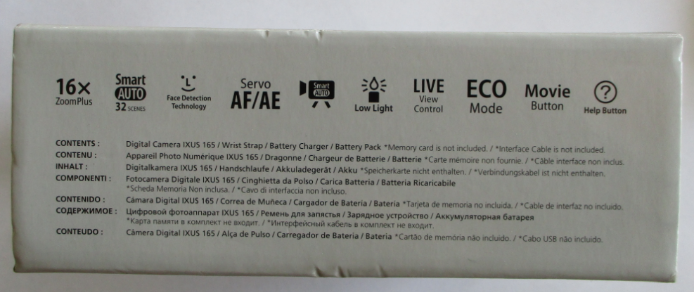 16x
ZoomPlus
Smart
AUTO
32 SCENES
Face Detection
Technology
Servo
AF/AE
Smart
AUTO
Low Light
LIVE
View
Control
ECO
Mode
Movie
Button
?
Help Button
CONTENTS : Digital Camera IXUS 165 / Wrist Strap / Battery Charger / Battery Pack *Memory card is not included. / *Interface Cable is not included.
CONTENU : Appareil Photo Numérique IXUS 165 / Dragonne / Chargeur de Batterie / Batterie *Carte mémoire non fournie. / *Câble interface non inclus.
INHALT : Digitalkamera IXUS 165 / Handschlaufe / Akkuladegerät / Akku *Speicherkarte nicht enthalten. / *Verbindungskabel ist nicht enthalten.
COMPONENTI : Fotocamera Digitale IXUS 165 / Cinghietta da Polso / Carica Batteria / Batteria Ricaricabile
*Scheda Memoria Non inclusa. / *Cavo di interfaccia non incluso.
CONTENIDO : Cámara Digital IXUS 165 / Correa de Muñeca / Cargador de Batería / Batería *Tarjeta de memoria no incluida. / *Cable de interfaz no incluido.
СОДЕРЖИМОЕ : Цифровой фотоаппарат IXUS 165 / Ремень для запястья / Зарядное устройство / Аккумуляторная батарея
*Карта памяти в комплект не входит. / *Интерфейсный кабель в комплект не входит.
CONTEUDO : Câmera Digital IXUS 165 / Alça de Pulso / Carregador de Bateria / Bateria *Cartão de memória não incluído. / *Cabo USB não incluído.